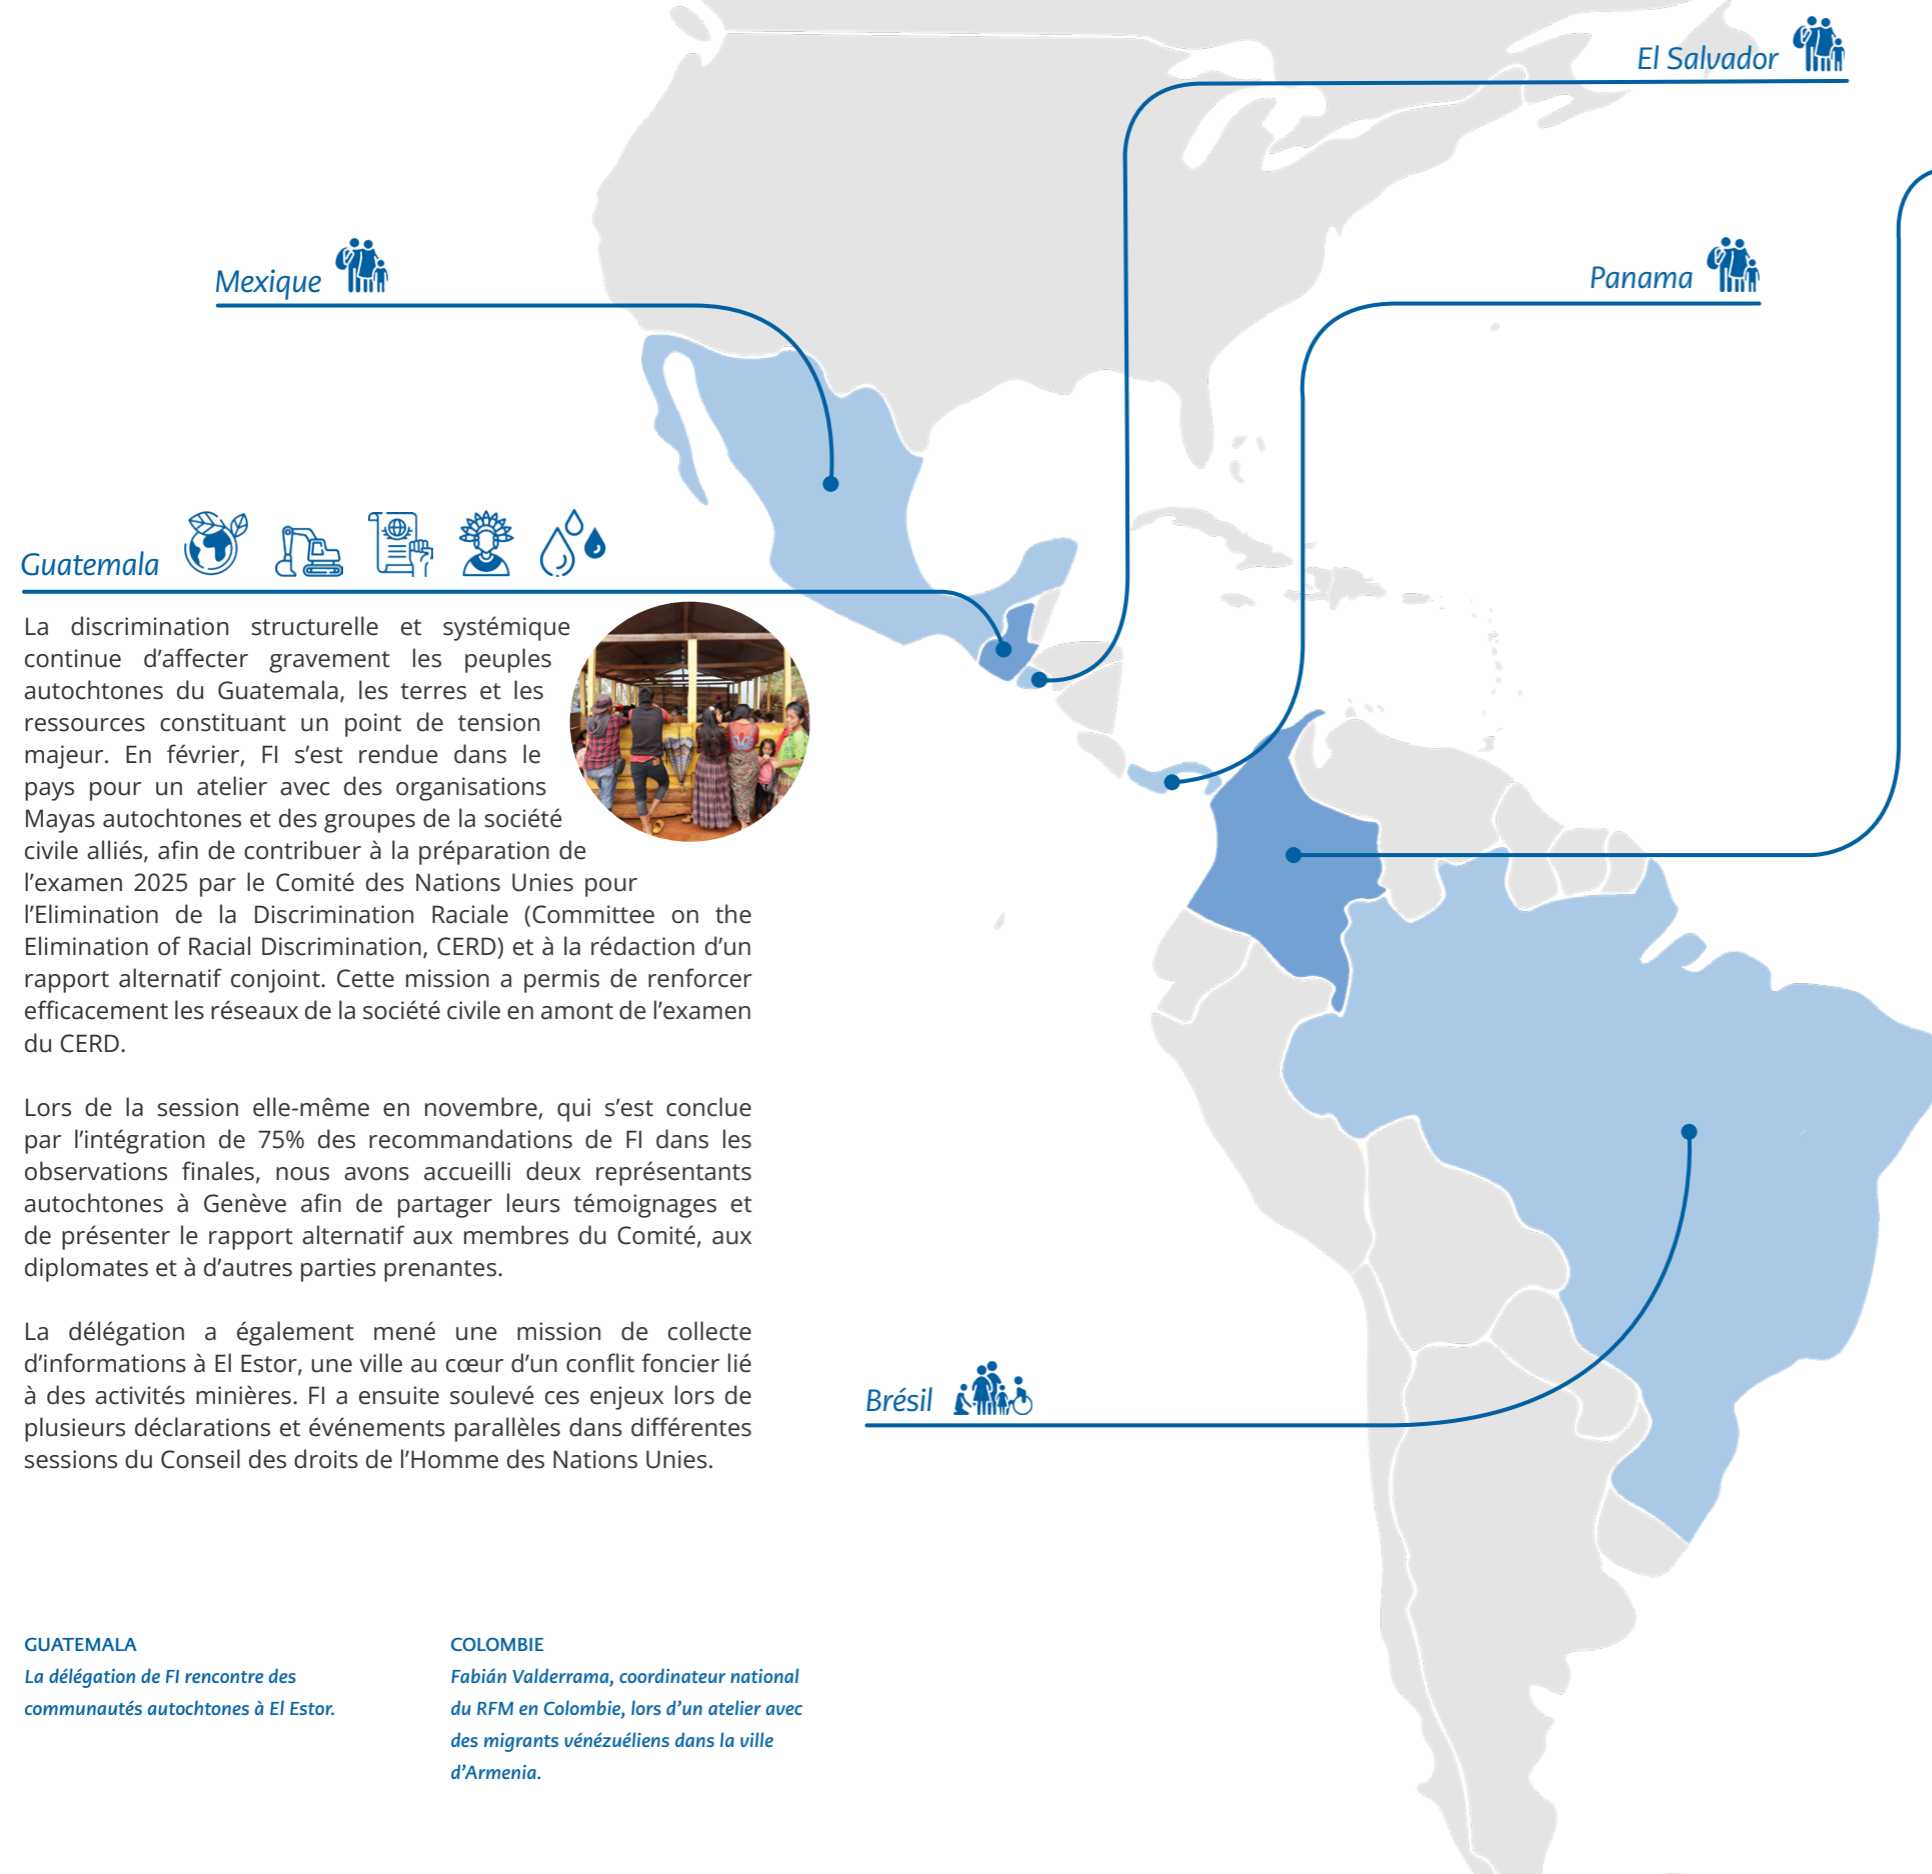 El Salvador
Mexique
Panama
Guatemala
La discrimination structurelle et systémique
continue d’affecter gravement les peuples
autochtones du Guatemala, les terres et les
ressources constituant un point de tension
majeur. En février, FI s’est rendue dans le
pays pour un atelier avec des organisations
Mayas autochtones et des groupes de la société
civile alliés, afin de contribuer à la préparation de
l’examen 2025 par le Comité des Nations Unies pour
l’Elimination de la Discrimination Raciale (Committee on the
Elimination of Racial Discrimination, CERD) et à la rédaction d’un
rapport alternatif conjoint. Cette mission a permis de renforcer
efficacement les réseaux de la société civile en amont de l’examen
du CERD.
Lors de la session elle-même en novembre, qui s’est conclue
par l’intégration de 75% des recommandations de FI dans les
observations finales, nous avons accueilli deux représentants
autochtones à Genève afin de partager leurs témoignages et
de présenter le rapport alternatif aux membres du Comité, aux
diplomates et à d’autres parties prenantes.
La délégation a également mené une mission de collecte
d’informations à El Estor, une ville au cœur d’un conflit foncier lié
à des activités minières. FI a ensuite soulevé ces enjeux lors de
plusieurs déclarations et événements parallèles dans différentes
sessions du Conseil des droits de l’Homme des Nations Unies.
Brésil
GUATEMALA
La délégation de FI rencontre des
communautés autochtones à El Estor.
COLOMBIE
Fabián Valderrama, coordinateur national
du RFM en Colombie, lors d’un atelier avec
des migrants vénézuéliens dans la ville
d’Armenia.